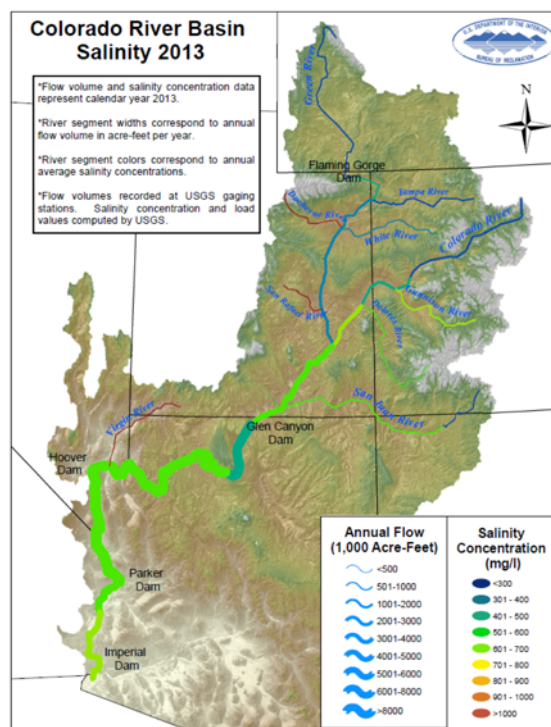 Colorado River Basin
Salinity 2013
U.S. DEPARTMENT OF THE INTERIOR
BUREAU OF RECLAMATION
*Flow volume and salinity concentration data
represent calendar year 2013.
*River segment widths correspond to annual
flow volume in acre-feet per year.
*River segment colors correspond to annual
average salinity concentrations.
*Flow volumes recorded at USGS gaging
stations. Salinity concentration and load
values computed by USGS.
N
Green River
Flaming Gorge
Dam
Yampa River
Duchesne River
White River
Colorado River
San Rafael River
Gunnison River
Dolores River
San Juan River
Glen Canyon
Dam
Virgin River
Hoover
Dam
Parker
Dam
Imperial
Dam
Annual Flow
(1,000 Acre-Feet)
<500
501-1000
1001-2000
2001-3000
3001-4000
4001-5000
5001-6000
6001-8000
>8000
Salinity
Concentration
(mg/l)
<300
301 - 400
401 - 500
501 - 600
601 - 700
701 - 800
801 - 900
901 - 1000
>1000